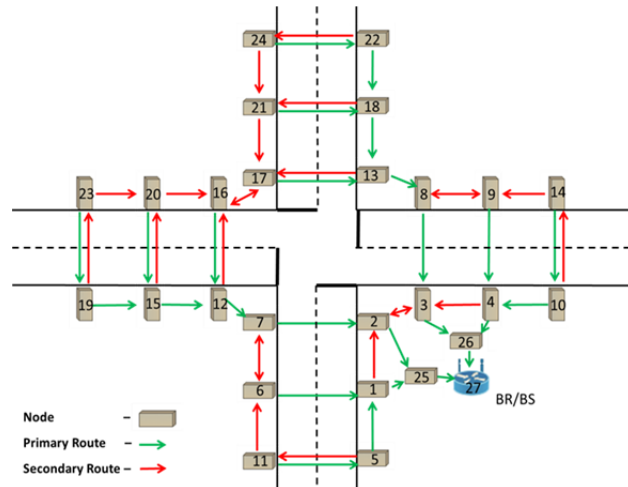 24 22
21 18
17 13
23 20 16 8 9 14
19 15 12 3 4 10
7 2
26
6 1 25 27
BR/BS
11 5
Node –
Primary Route –
Secondary Route –